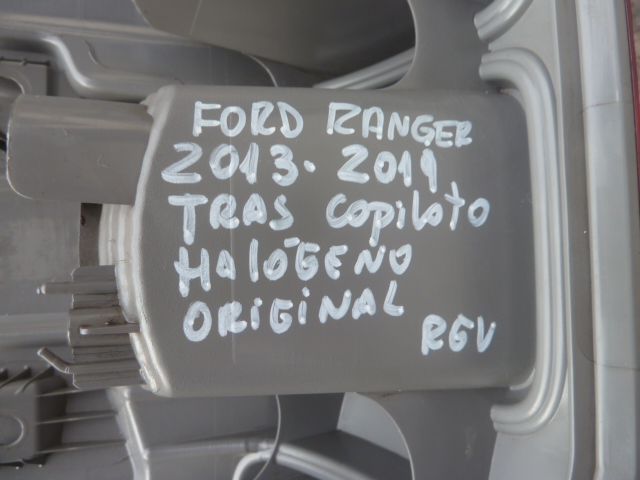 FORD RANGER
2013. 2019
TRAS COPILOTO
HALÓGENO
ORIGINAL
RGV